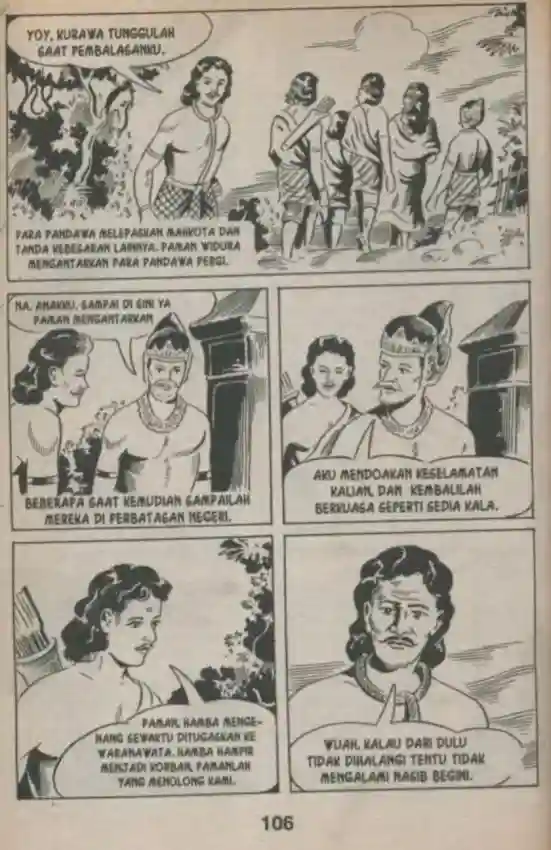 YOY, KURAWA TUNGGULAH
SAAT PEMBALASANKU.
PARA PANDAWA MELEPASKAN MAHKOTA DAN
TANDA KEBESARAN LAINNYA. PAMAN WIDURA
MENGANTARKAN PARA PANDAWA PERGI.
NA, ANAKKU, SAMPAI DI SINI YA
PAMAN MENGANTARKAN
BEBERAPA SAAT KEMUDIAN SAMPAILAH
MEREKA DI PERBATASAN NEGERI.
AKU MENDOAKAN KESELAMATAN
KALIAN, DAN KEMBALILAH
BERKUASA SEPERTI SEDIA KALA.
PAMAN, HAMBA MENGE-
NANG SEWAKTU DITUGASKAN KE
WARANAWATA. HAMBA HAMPIR
MENJADI KORBAN, PAMANLAH
YANG MENOLONG KAMI.
WUAH, KALAU DARI DULU
TIDAK DIHALANGI TENTU TIDAK
MENGALAMI NASIB BEGINI.
106